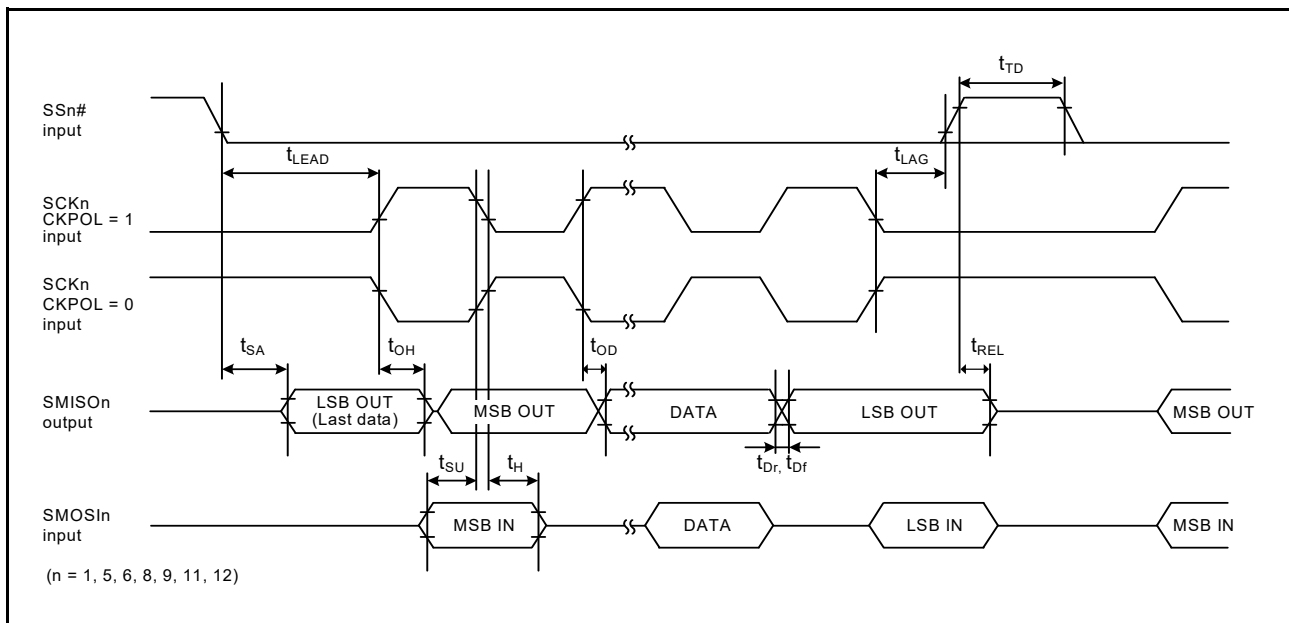 SSn#
input
tTD
tLEAD
tLAG
SCKn
CKPOL = 1
input
SCKn
CKPOL = 0
input
tSA
tOH
tOD
tREL
SMISOn
output
LSB OUT
(Last data)
MSB OUT
DATA
LSB OUT
MSB OUT
tSU
tH
tDr, tDf
SMOSIn
input
MSB IN
DATA
LSB IN
MSB IN
(n = 1, 5, 6, 8, 9, 11, 12)